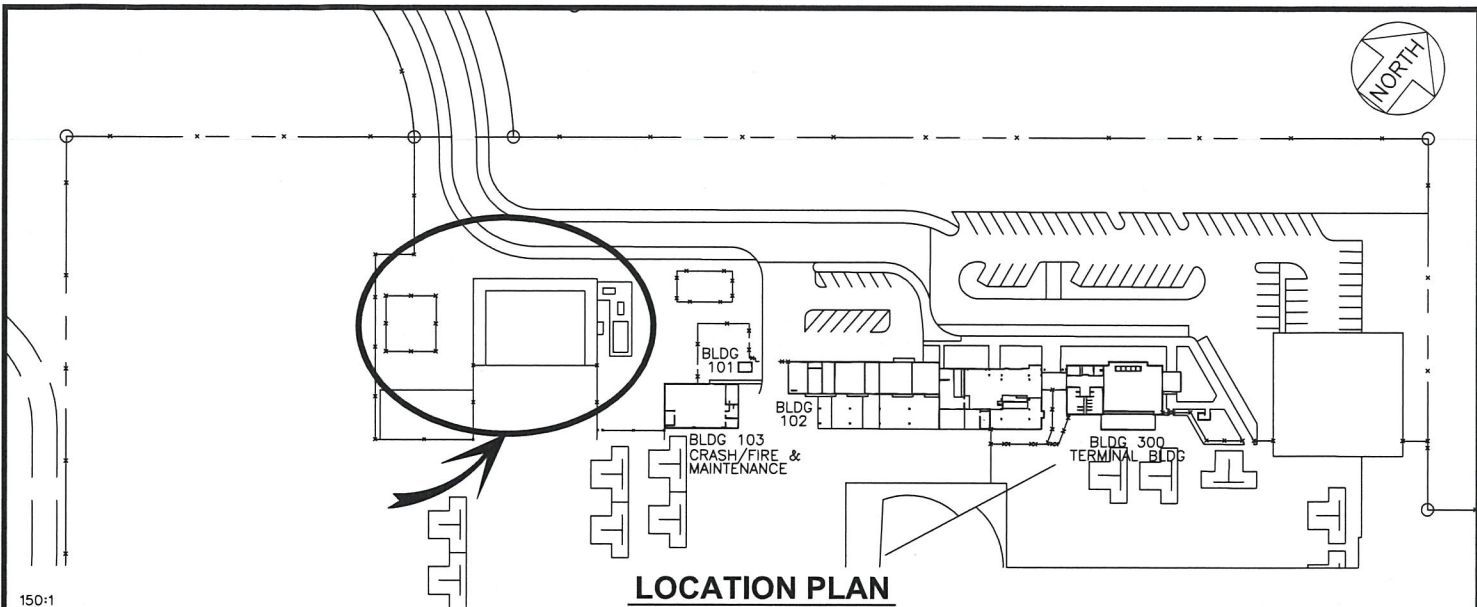 NORTH
BLDG
101
BLDG
102
BLDG 103
CRASH/FIRE &
MAINTENANCE
BLDG 300
TERMINAL BLDG
LOCATION PLAN
150:1